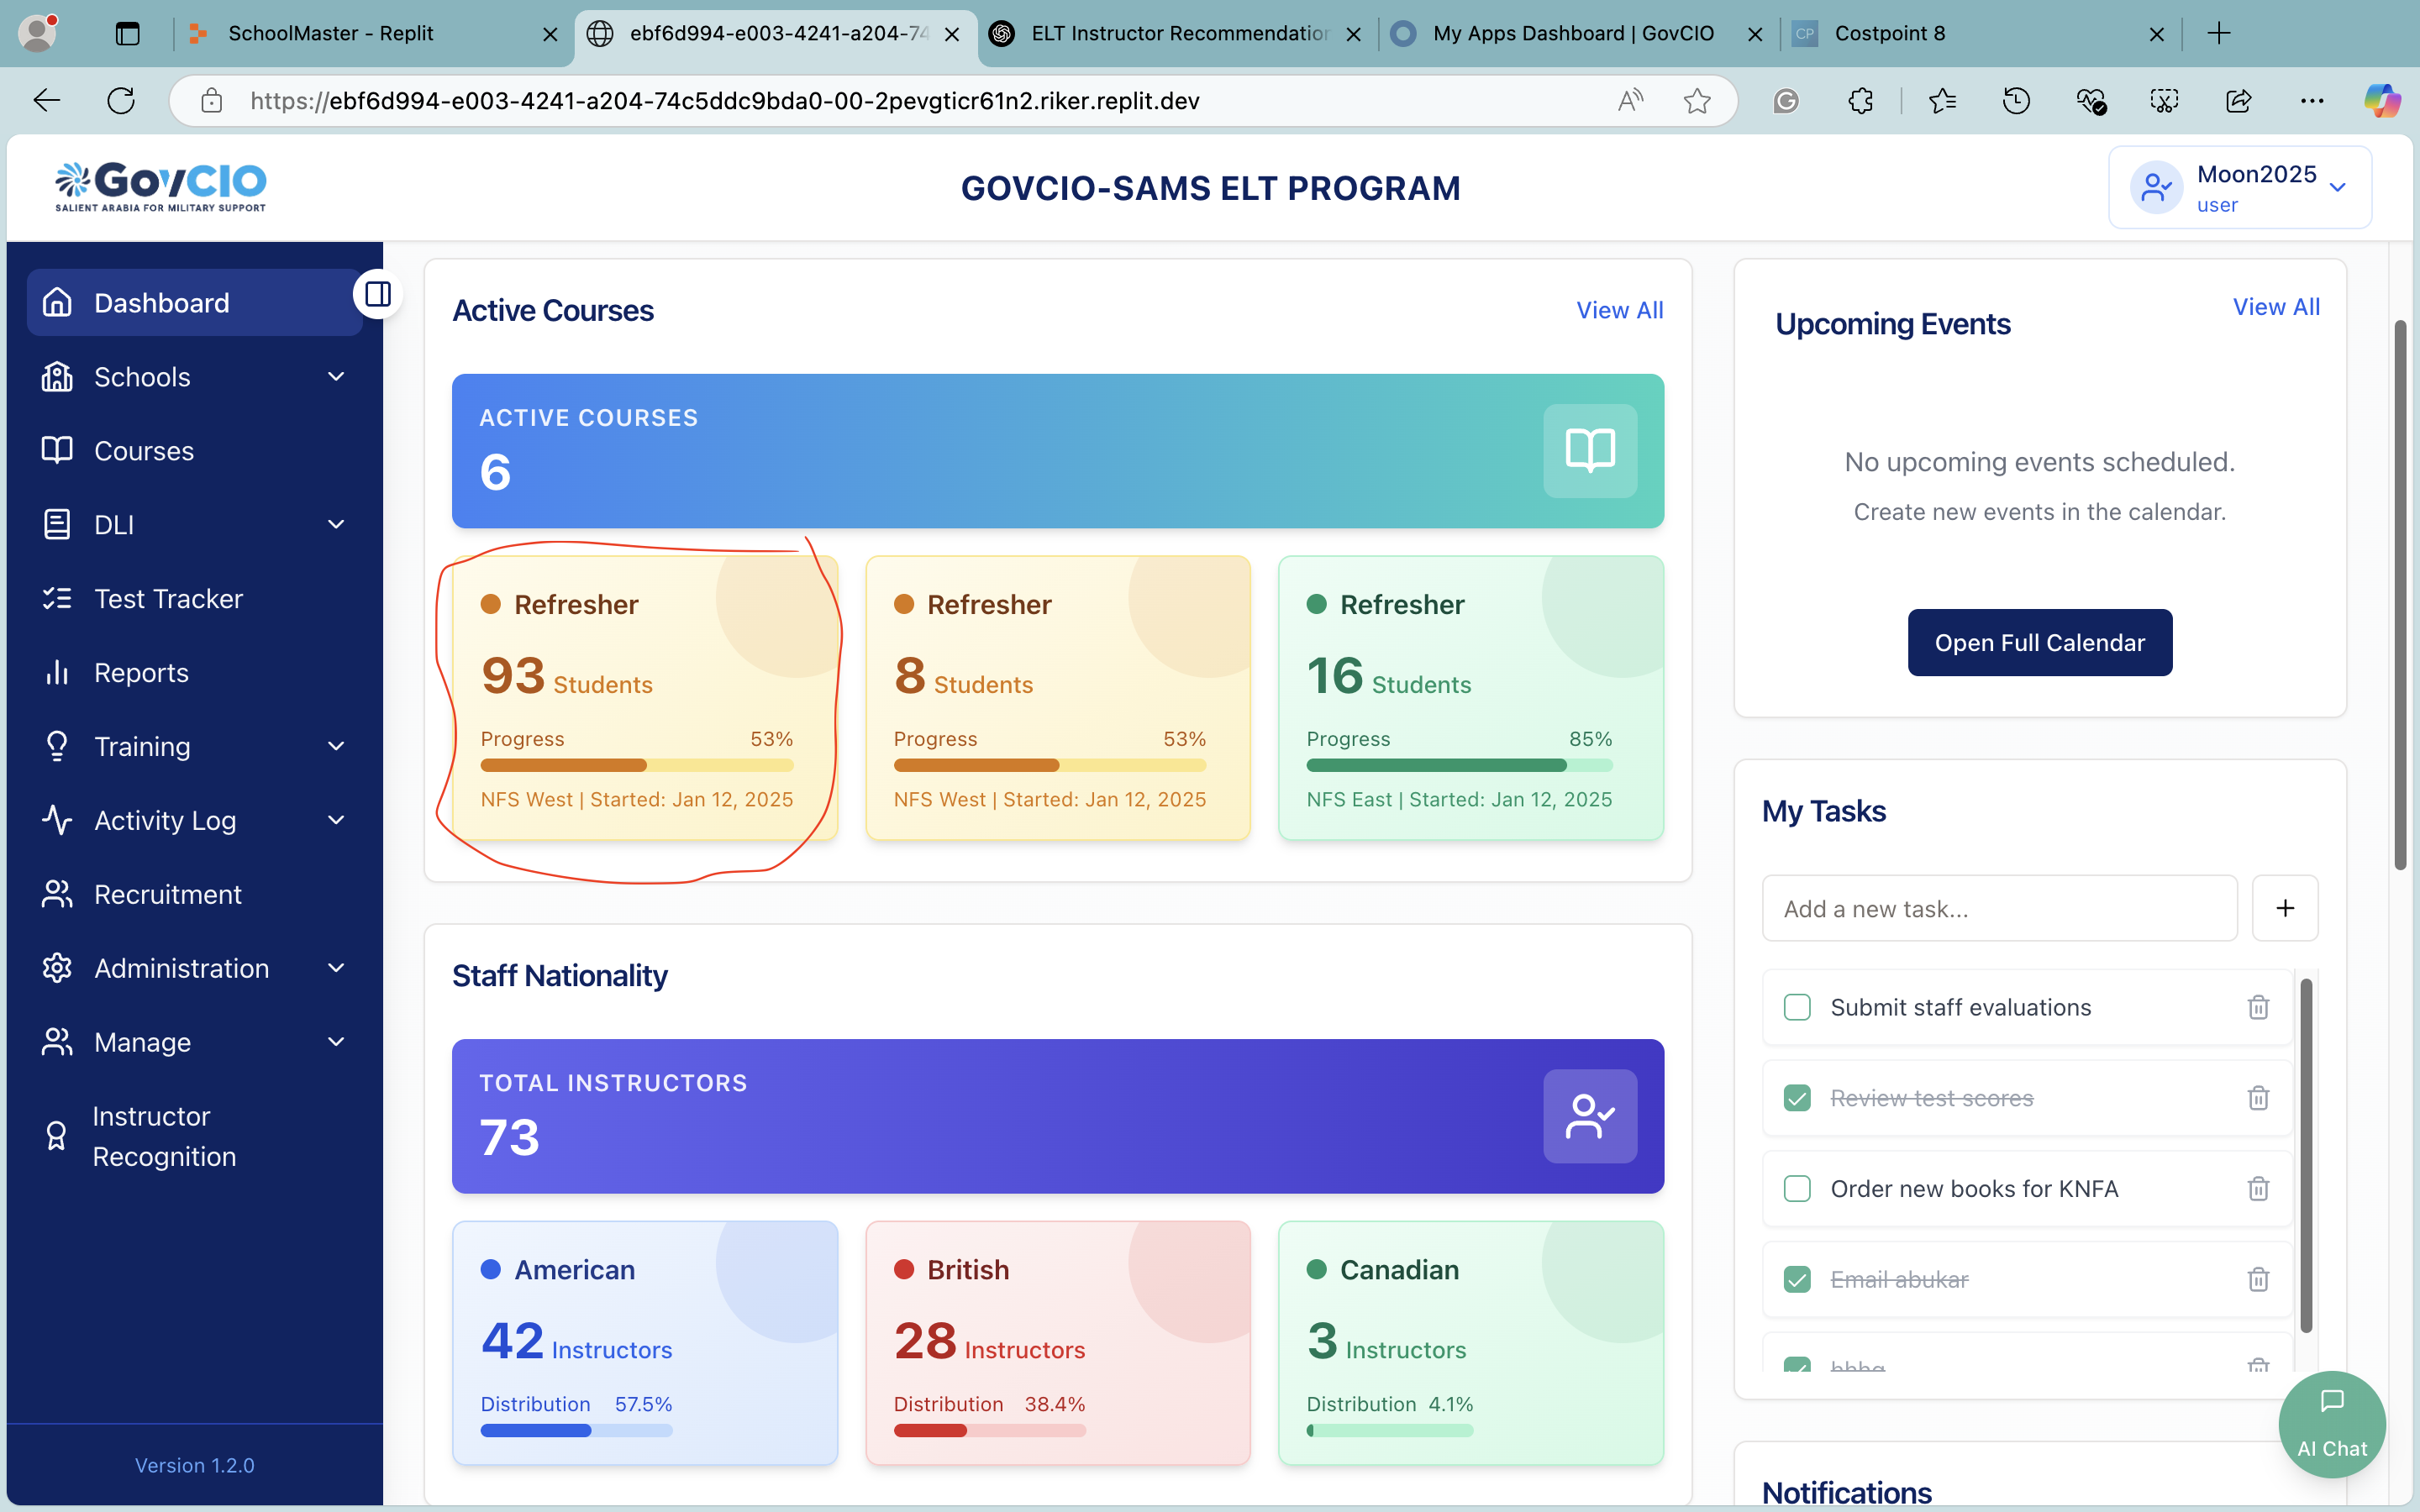 SchoolMaster - Replit
ebf6d994-e003-4241-a204-74
ELT Instructor Recommendation
My Apps Dashboard | GovCIO
CP
Costpoint 8
https://ebf6d994-e003-4241-a204-74c5ddc9bda0-00-2pevgticr61n2.riker.replit.dev
GovCIO
SALIENT ARABIA FOR MILITARY SUPPORT
GOVCIO-SAMS ELT PROGRAM
Moon2025
user
Dashboard
Schools
Courses
DLI
Test Tracker
Reports
Training
Activity Log
Recruitment
Administration
Manage
Instructor
Recognition
Version 1.2.0
Active Courses
View All
ACTIVE COURSES
6
Refresher
93 Students
Progress 53%
NFS West | Started: Jan 12, 2025
Refresher
8 Students
Progress 53%
NFS West | Started: Jan 12, 2025
Refresher
16 Students
Progress 85%
NFS East | Started: Jan 12, 2025
Staff Nationality
TOTAL INSTRUCTORS
73
American
42 Instructors
Distribution 57.5%
British
28 Instructors
Distribution 38.4%
Canadian
3 Instructors
Distribution 4.1%
Upcoming Events
View All
No upcoming events scheduled.
Create new events in the calendar.
Open Full Calendar
My Tasks
Add a new task...
Submit staff evaluations
Review test scores
Order new books for KNFA
Email abukar
AI Chat
Notifications